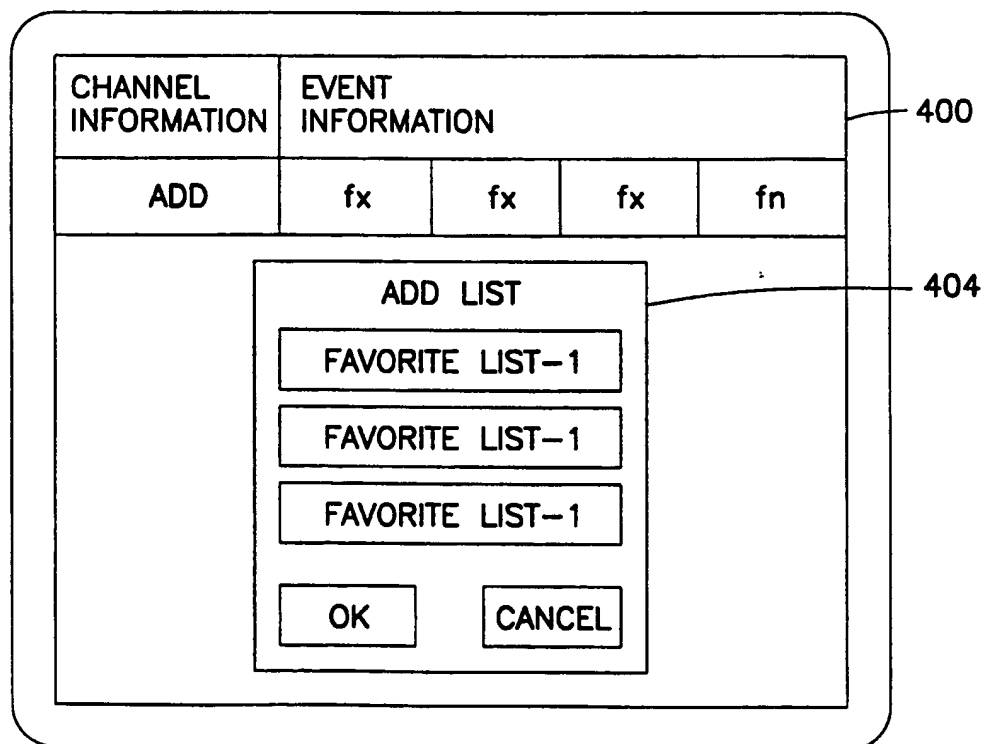 CHANNEL INFORMATION
EVENT INFORMATION
400
ADD fx fx fx fn
ADD LIST
404
FAVORITE LIST-1
FAVORITE LIST-1
FAVORITE LIST-1
OK CANCEL